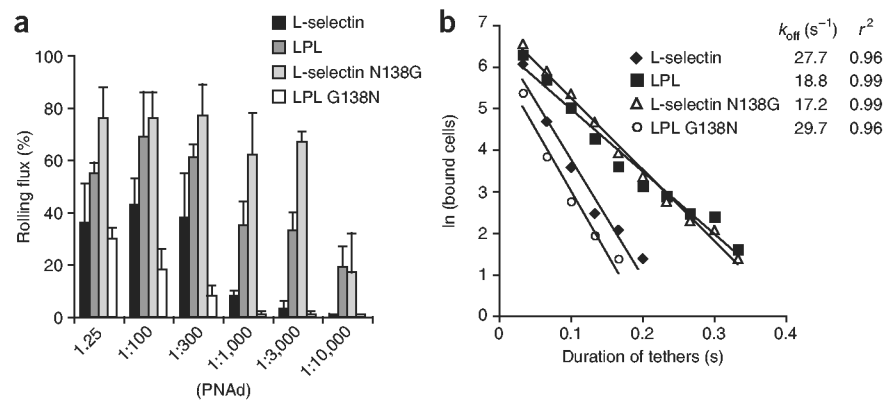 a
L-selectin
LPL
L-selectin N138G
LPL G138N
100
80
60
40
20
0
Rolling flux (%)
1:25
1:100
1:300
1:1,000
1:3,000
1:10,000
(PNAd)
b
k_off (s⁻¹) r²
L-selectin 27.7 0.96
LPL 18.8 0.99
L-selectin N138G 17.2 0.99
LPL G138N 29.7 0.96
7
6
5
4
3
2
1
0
ln (bound cells)
0 0.1 0.2 0.3 0.4
Duration of tethers (s)